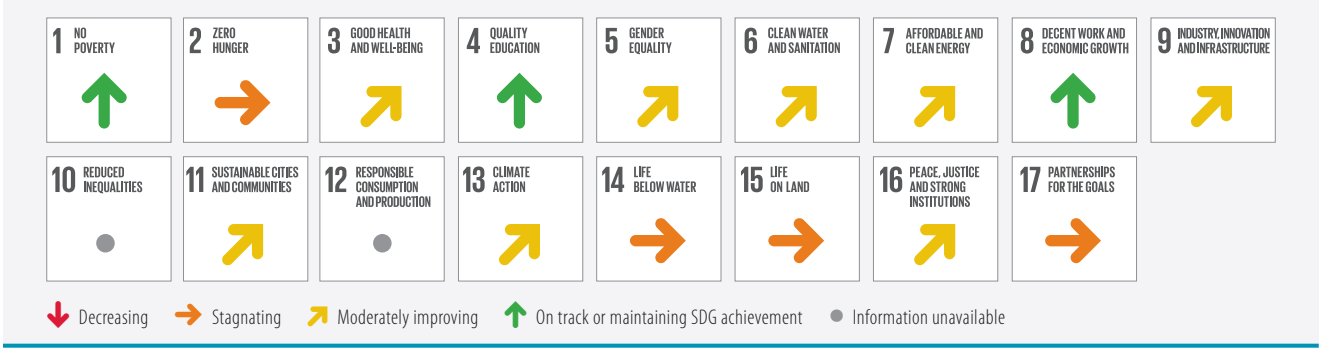 1 NO
POVERTY
2 ZERO
HUNGER
3 GOOD HEALTH
AND WELL-BEING
4 QUALITY
EDUCATION
5 GENDER
EQUALITY
6 CLEAN WATER
AND SANITATION
7 AFFORDABLE AND
CLEAN ENERGY
8 DECENT WORK AND
ECONOMIC GROWTH
9 INDUSTRY, INNOVATION
AND INFRASTRUCTURE
10 REDUCED
INEQUALITIES
11 SUSTAINABLE CITIES
AND COMMUNITIES
12 RESPONSIBLE
CONSUMPTION
AND PRODUCTION
13 CLIMATE
ACTION
14 LIFE
BELOW WATER
15 LIFE
ON LAND
16 PEACE, JUSTICE
AND STRONG
INSTITUTIONS
17 PARTNERSHIPS
FOR THE GOALS
Decreasing Stagnating Moderately improving On track or maintaining SDG achievement Information unavailable